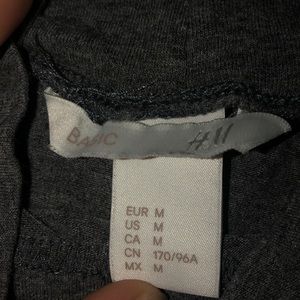 BASIC H&M
EUR M
US M
CA M
CN 170/96A
MX M